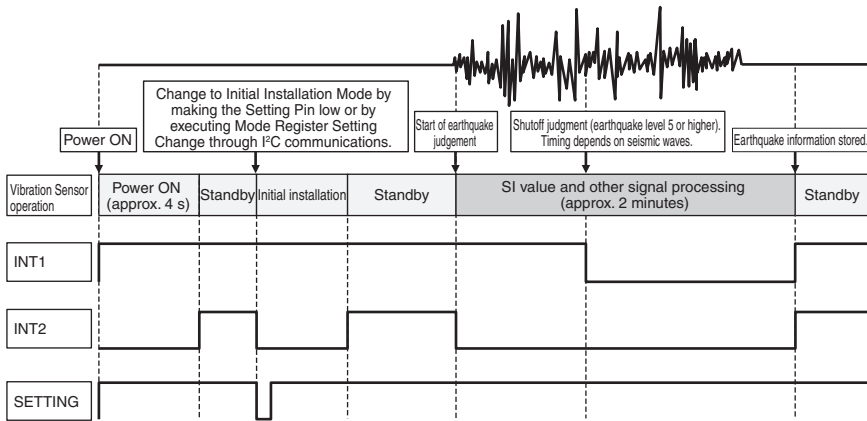 Change to Initial Installation Mode by
making the Setting Pin low or by
executing Mode Register Setting
Change through I²C communications.
Power ON
Start of earthquake
judgement
Shutoff judgment (earthquake level 5 or higher).
Timing depends on seismic waves.
Earthquake information stored.
Vibration Sensor
operation
Power ON
(approx. 4 s)
Standby
Initial installation
Standby
SI value and other signal processing
(approx. 2 minutes)
Standby
INT1
INT2
SETTING